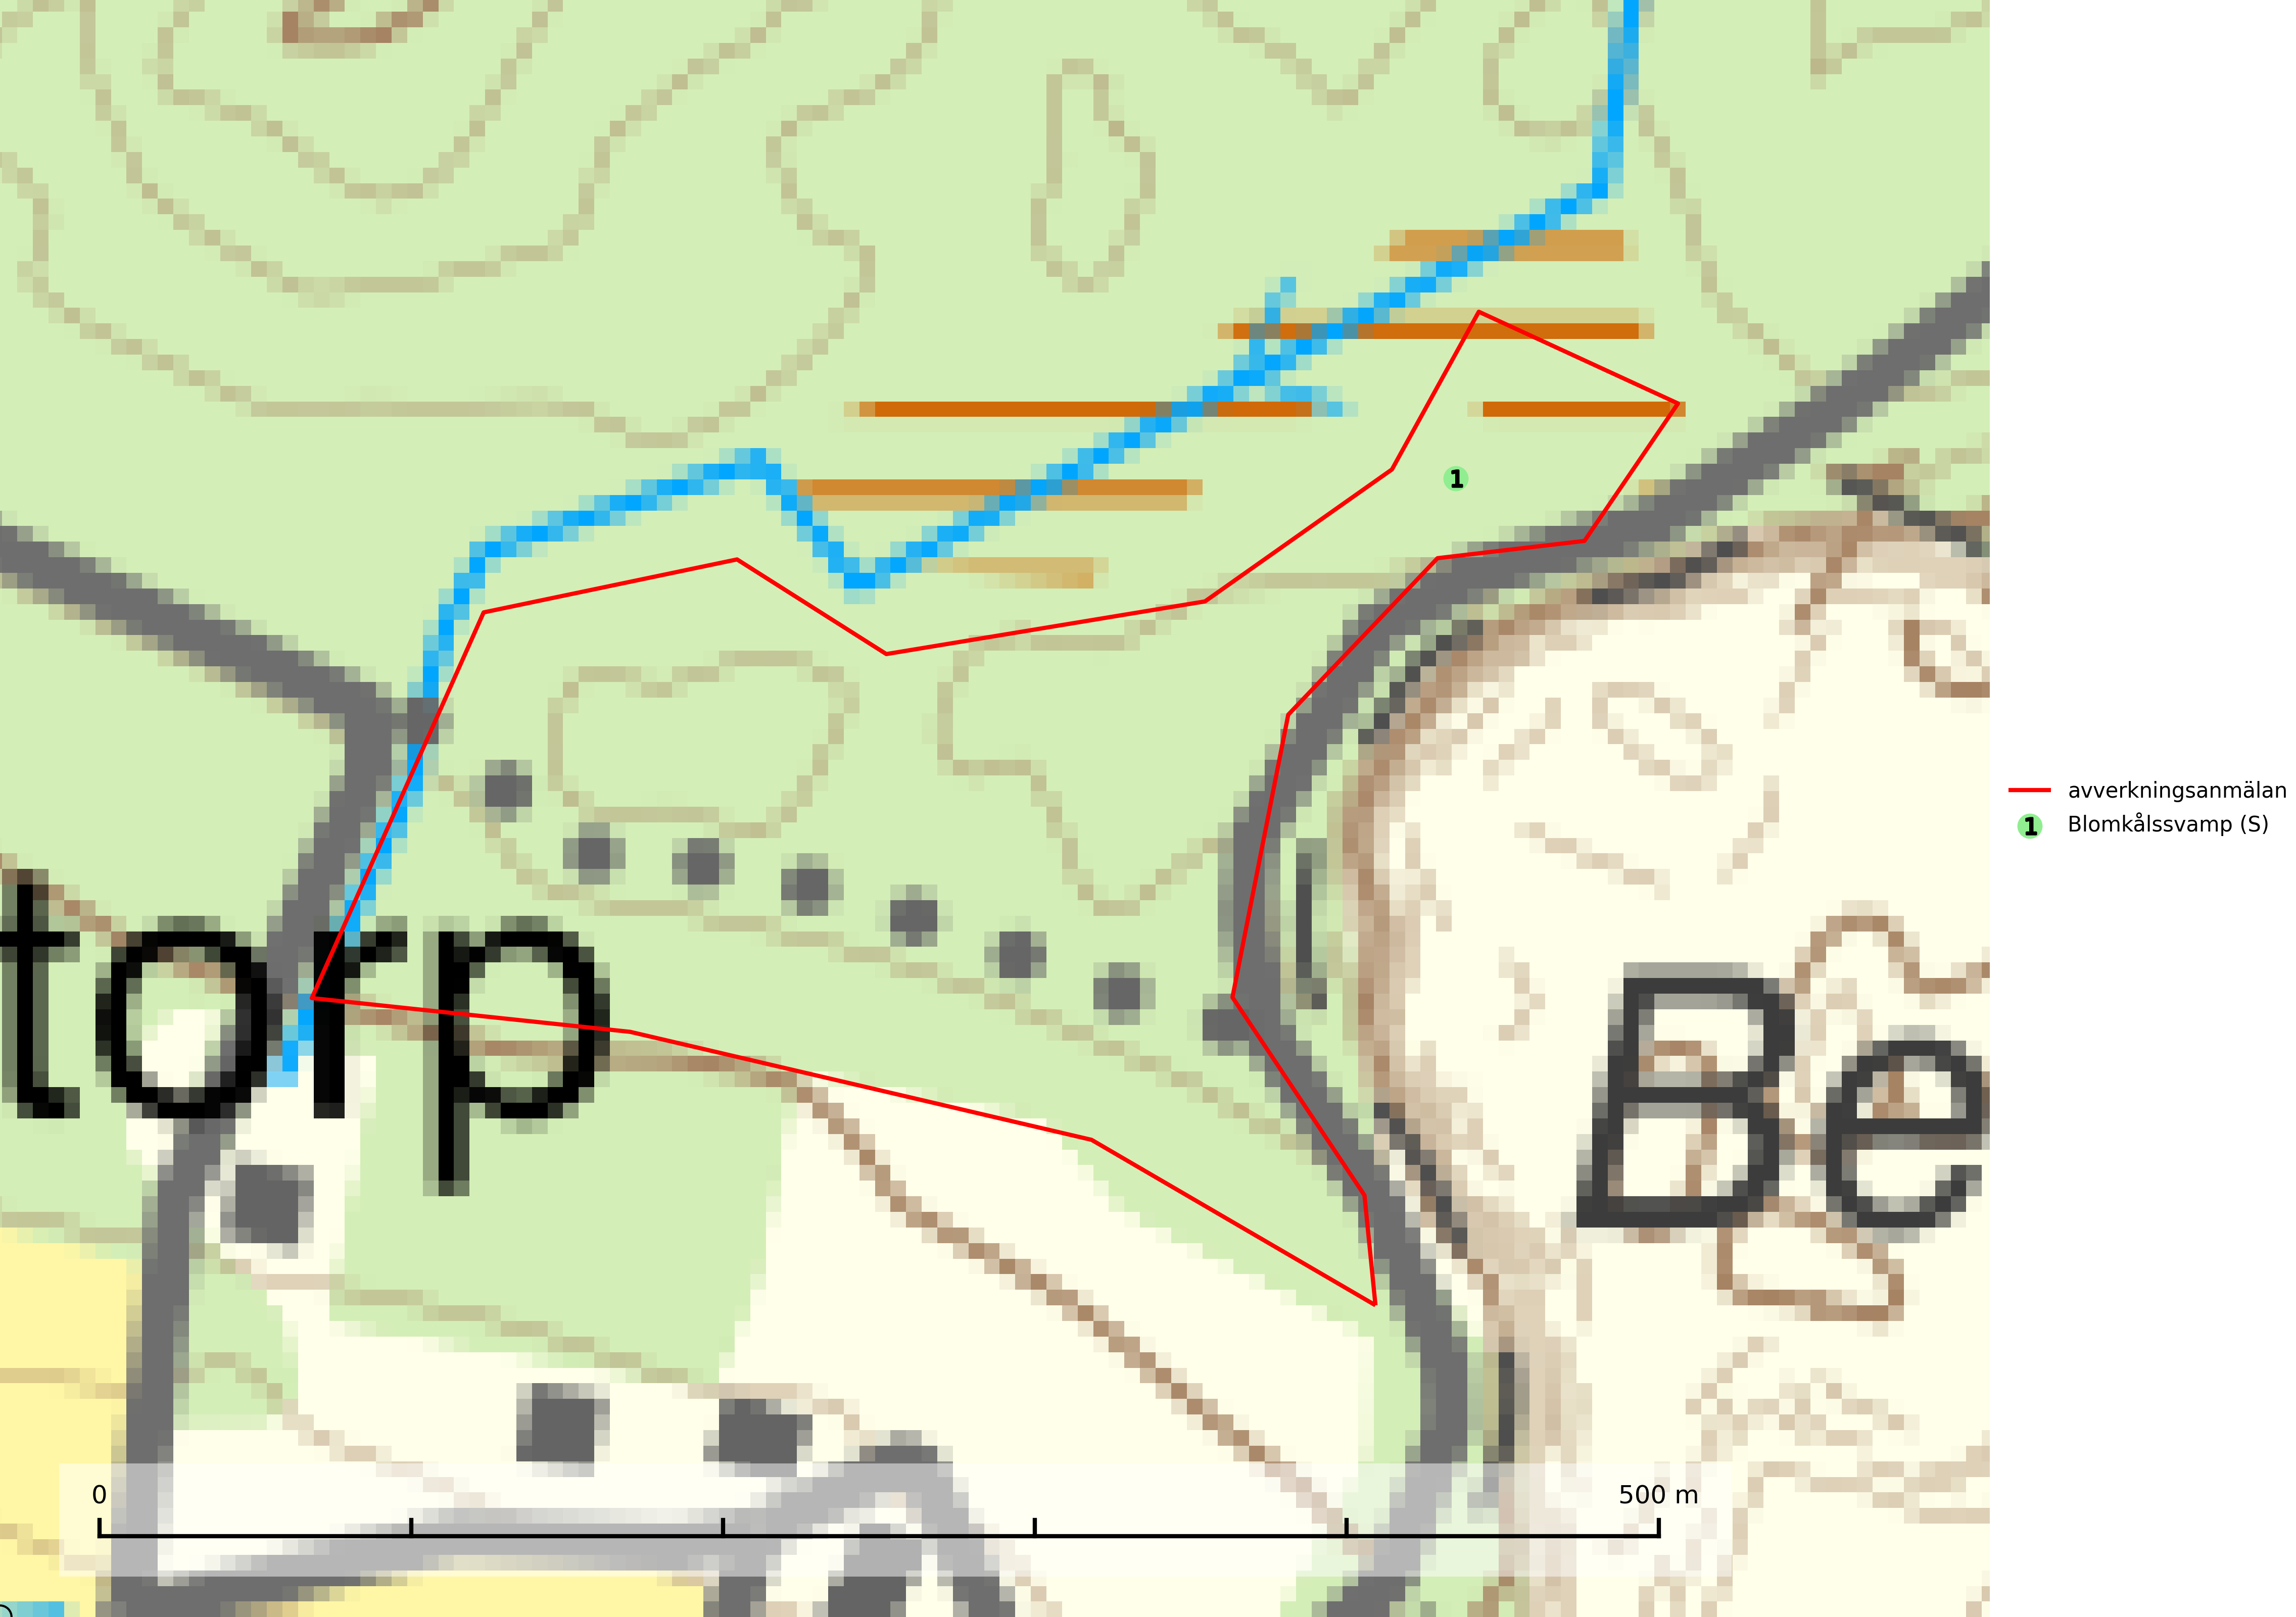 1
avverkningsanmälan
1 Blomkålssvamp (S)
torp
Be
0 500 m